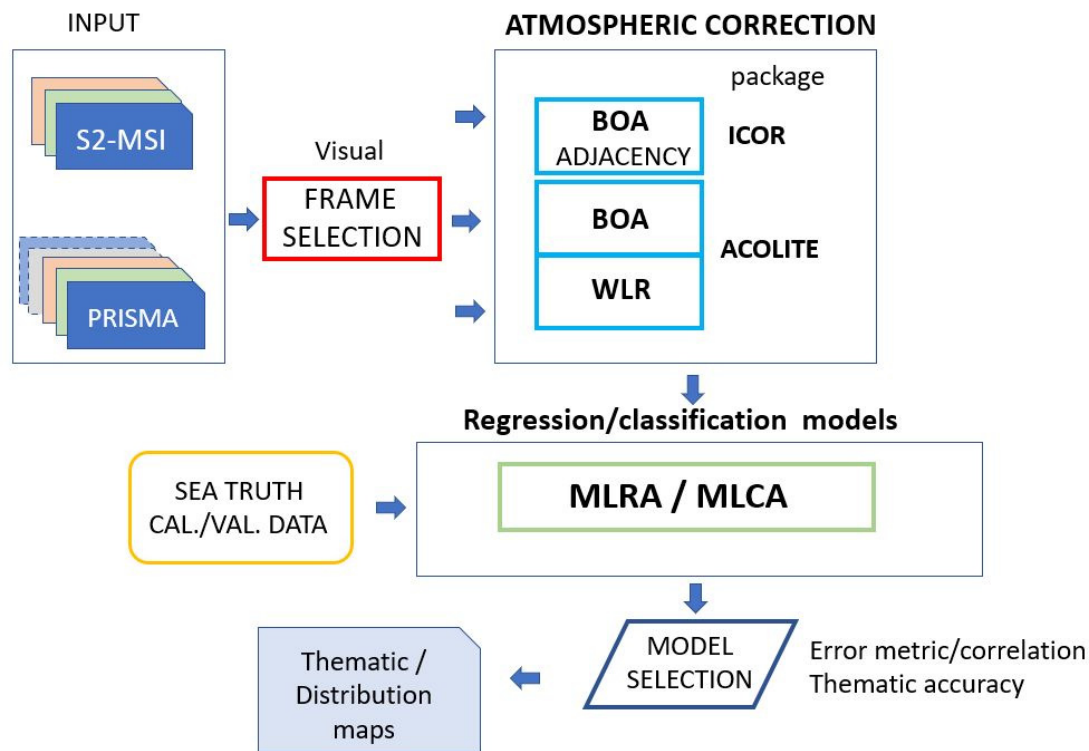 INPUT
S2-MSI
PRISMA
Visual
FRAME
SELECTION
ATMOSPHERIC CORRECTION
package
BOA
ADJACENCY
ICOR
BOA
ACOLITE
WLR
Regression/classification models
SEA TRUTH
CAL./VAL. DATA
MLRA / MLCA
MODEL
SELECTION
Error metric/correlation
Thematic accuracy
Thematic /
Distribution
maps